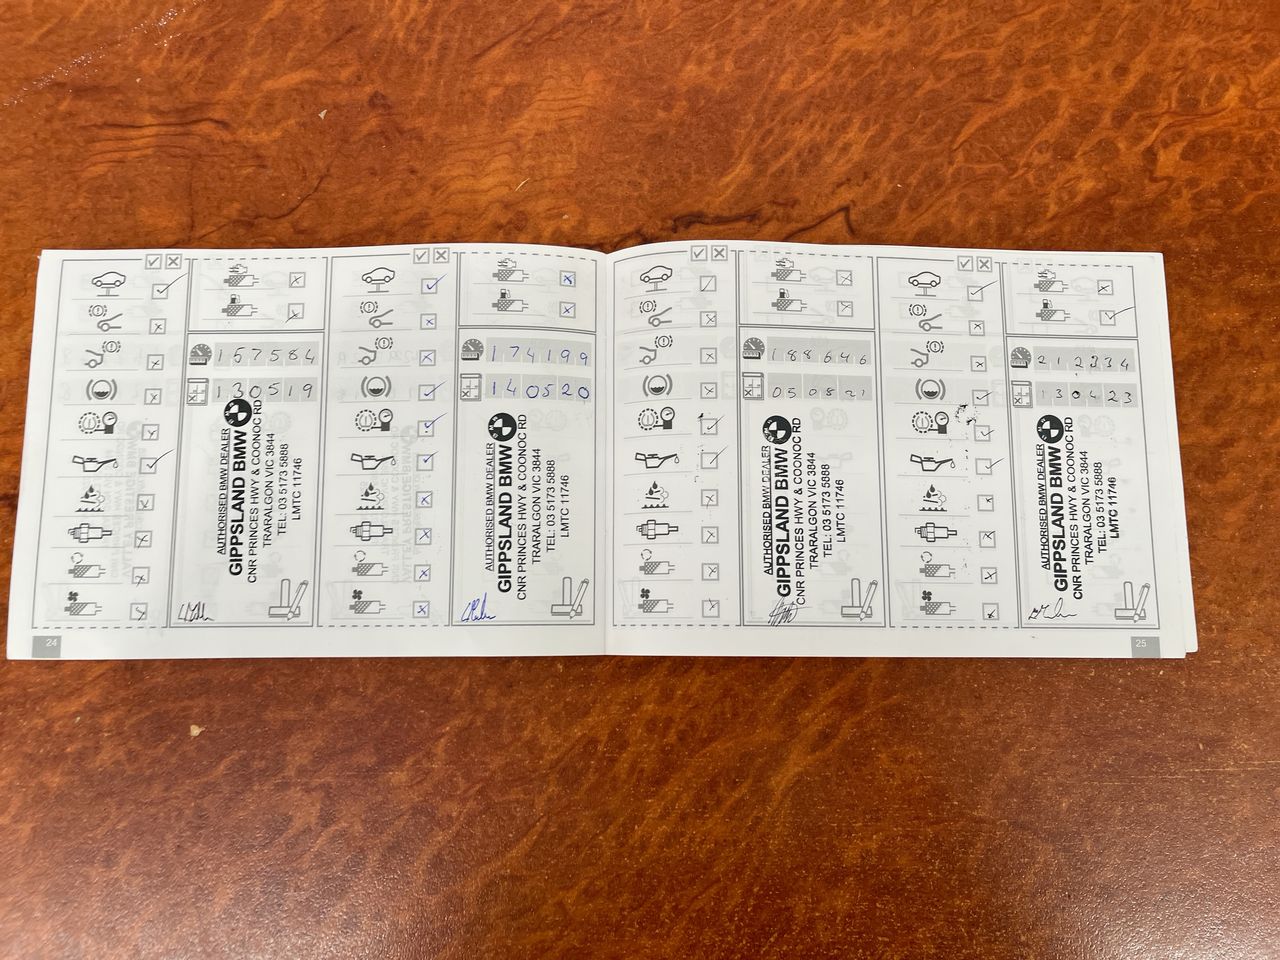 157584
130519
AUTHORISED BMW DEALER
GIPPSLAND BMW
CNR PRINCES HWY & COONOC RD
TRARALGON VIC 3844
TEL: 03 5173 5888
LMTC 11746
24
174199
140520
AUTHORISED BMW DEALER
GIPPSLAND BMW
CNR PRINCES HWY & COONOC RD
TRARALGON VIC 3844
TEL: 03 5173 5888
LMTC 11746
188646
050821
AUTHORISED BMW DEALER
GIPPSLAND BMW
CNR PRINCES HWY & COONOC RD
TRARALGON VIC 3844
TEL: 03 5173 5888
LMTC 11746
130423
AUTHORISED BMW DEALER
GIPPSLAND BMW
CNR PRINCES HWY & COONOC RD
TRARALGON VIC 3844
TEL: 03 5173 5888
LMTC 11746
25